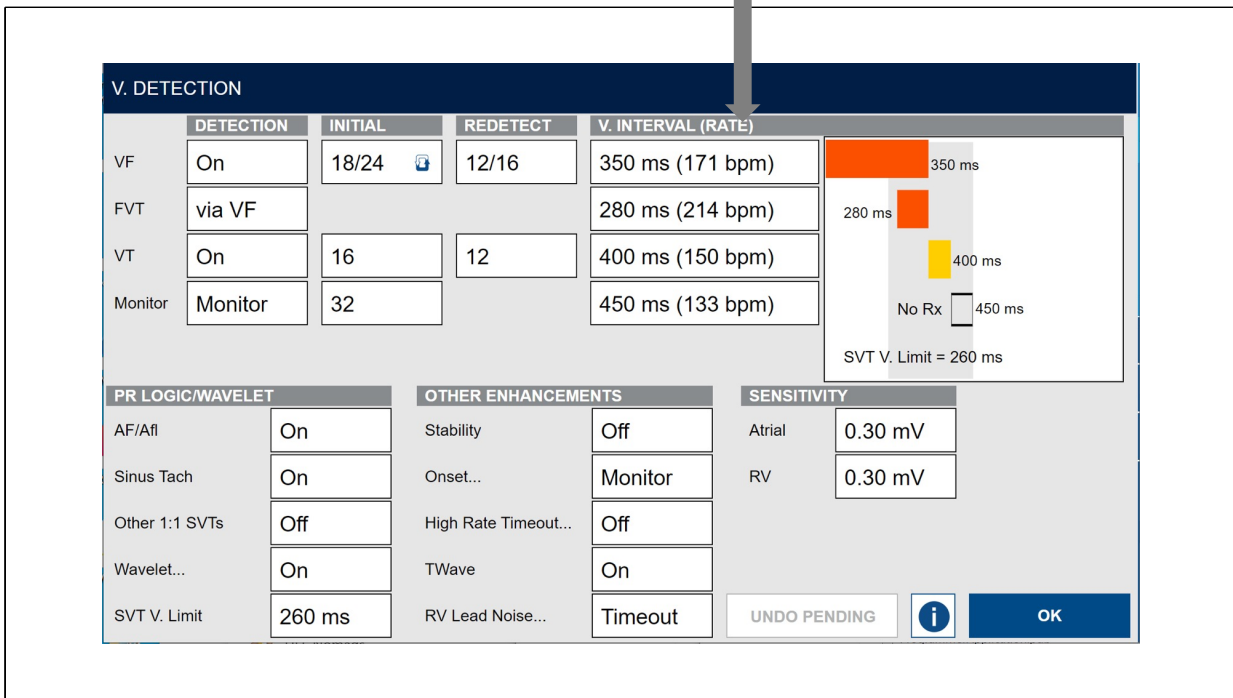 V. DETECTION
DETECTION INITIAL REDETECT V. INTERVAL (RATE)
VF On 18/24 12/16 350 ms (171 bpm)
FVT via VF 280 ms (214 bpm)
VT On 16 12 400 ms (150 bpm)
Monitor Monitor 32 450 ms (133 bpm)
350 ms
280 ms
400 ms
No Rx 450 ms
SVT V. Limit = 260 ms
PR LOGIC/WAVELET OTHER ENHANCEMENTS SENSITIVITY
AF/Afl On Stability Off Atrial 0.30 mV
Sinus Tach On Onset... Monitor RV 0.30 mV
Other 1:1 SVTs Off High Rate Timeout... Off
Wavelet... On TWave On
SVT V. Limit 260 ms RV Lead Noise... Timeout UNDO PENDING i OK